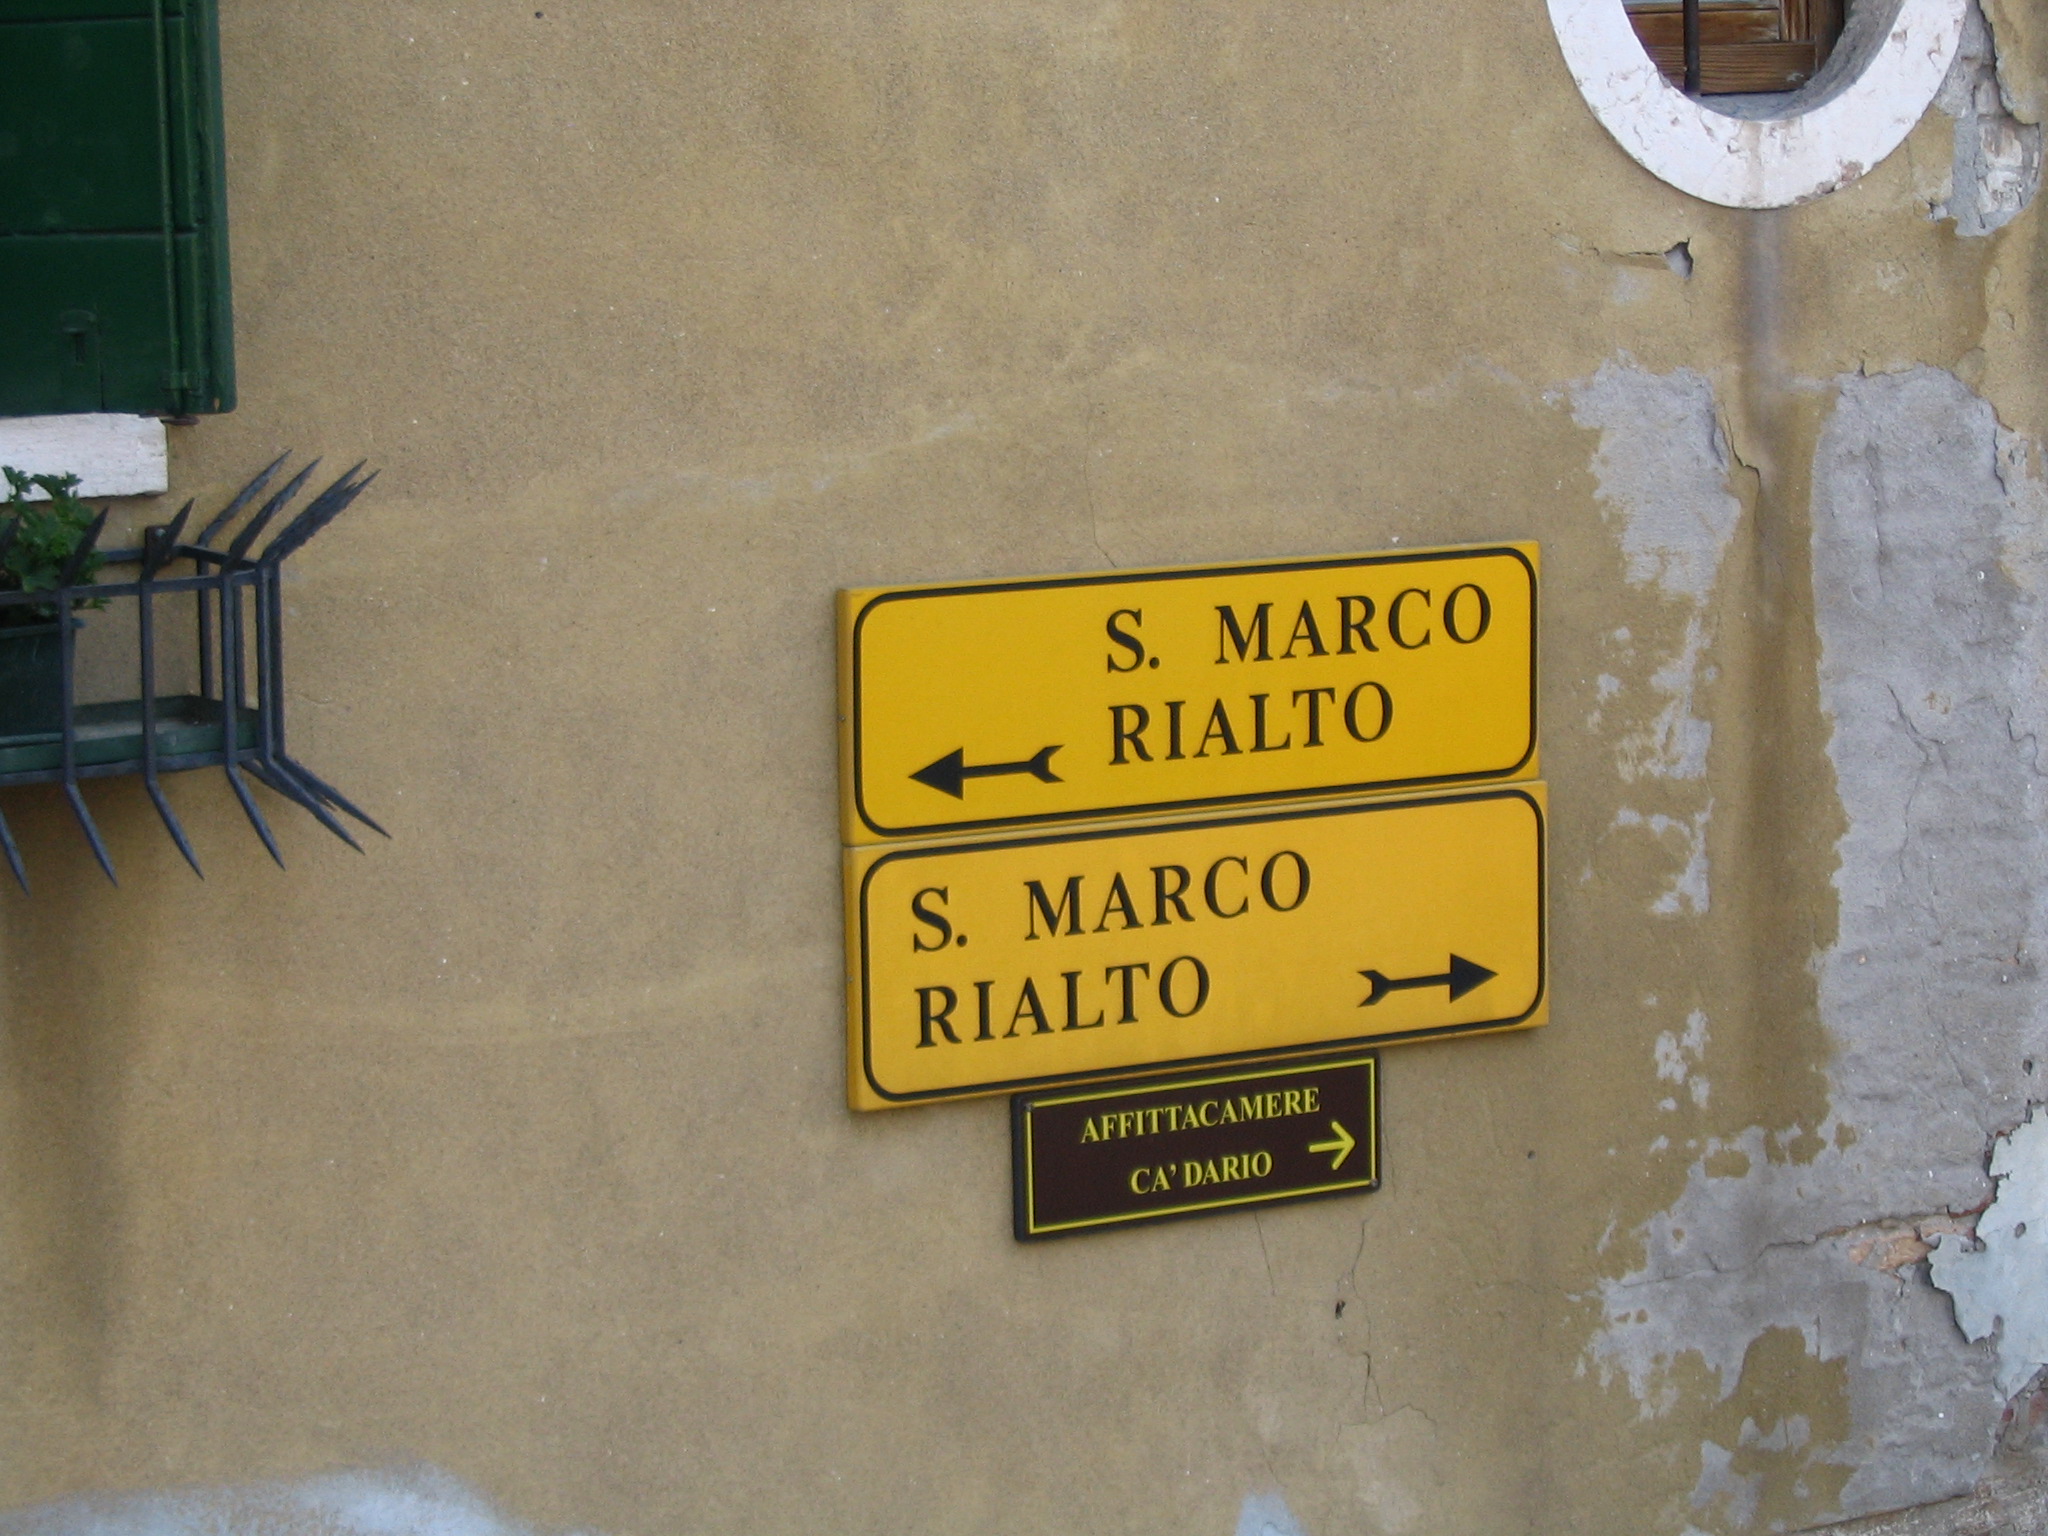 S. MARCO
RIALTO
S. MARCO
RIALTO
AFFITTACAMERE
CA' DARIO